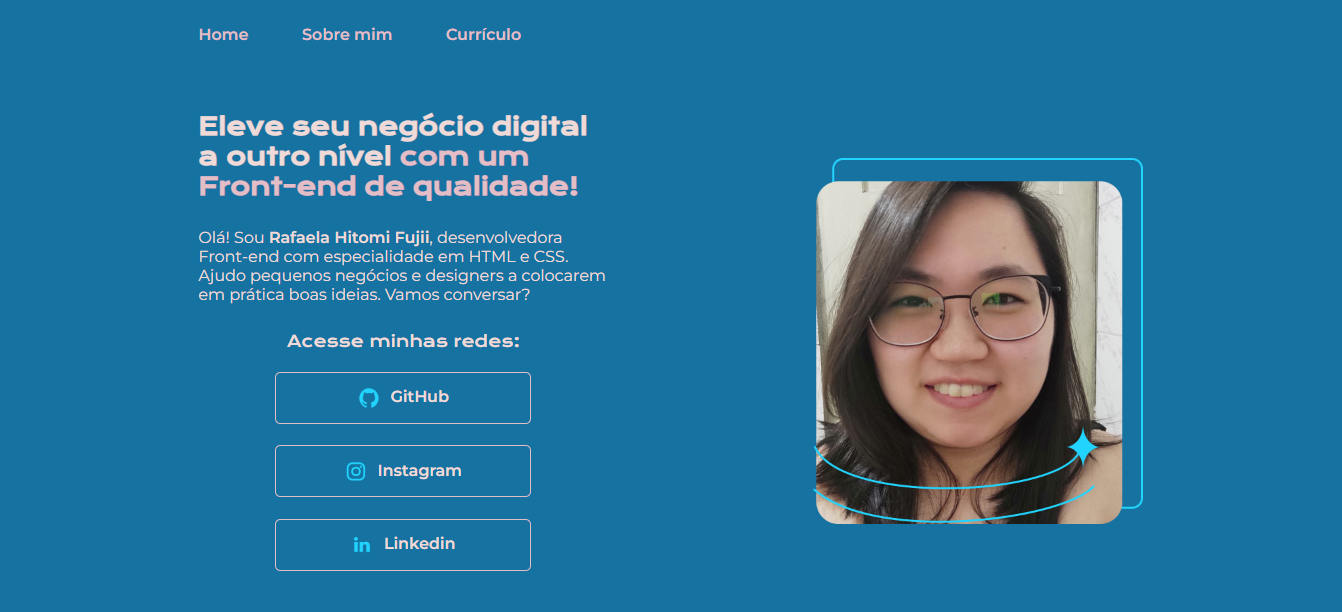 Home Sobre mim Currículo
Eleve seu negócio digital
a outro nível com um
Front-end de qualidade!
Olá! Sou Rafaela Hitomi Fujii, desenvolvedora
Front-end com especialidade em HTML e CSS.
Ajudo pequenos negócios e designers a colocarem
em prática boas ideias. Vamos conversar?
Acesse minhas redes:
GitHub
Instagram
Linkedin